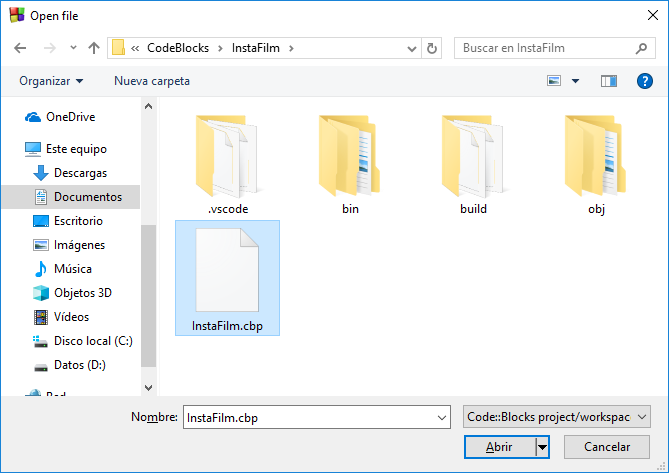 Open file
« CodeBlocks › InstaFilm ›
Buscar en InstaFilm
Organizar
Nueva carpeta
OneDrive
Este equipo
Descargas
Documentos
Escritorio
Imágenes
Música
Objetos 3D
Vídeos
Disco local (C:)
Datos (D:)
.vscode
bin
build
obj
InstaFilm.cbp
Nombre: InstaFilm.cbp
Code::Blocks project/workspac
Abrir
Cancelar